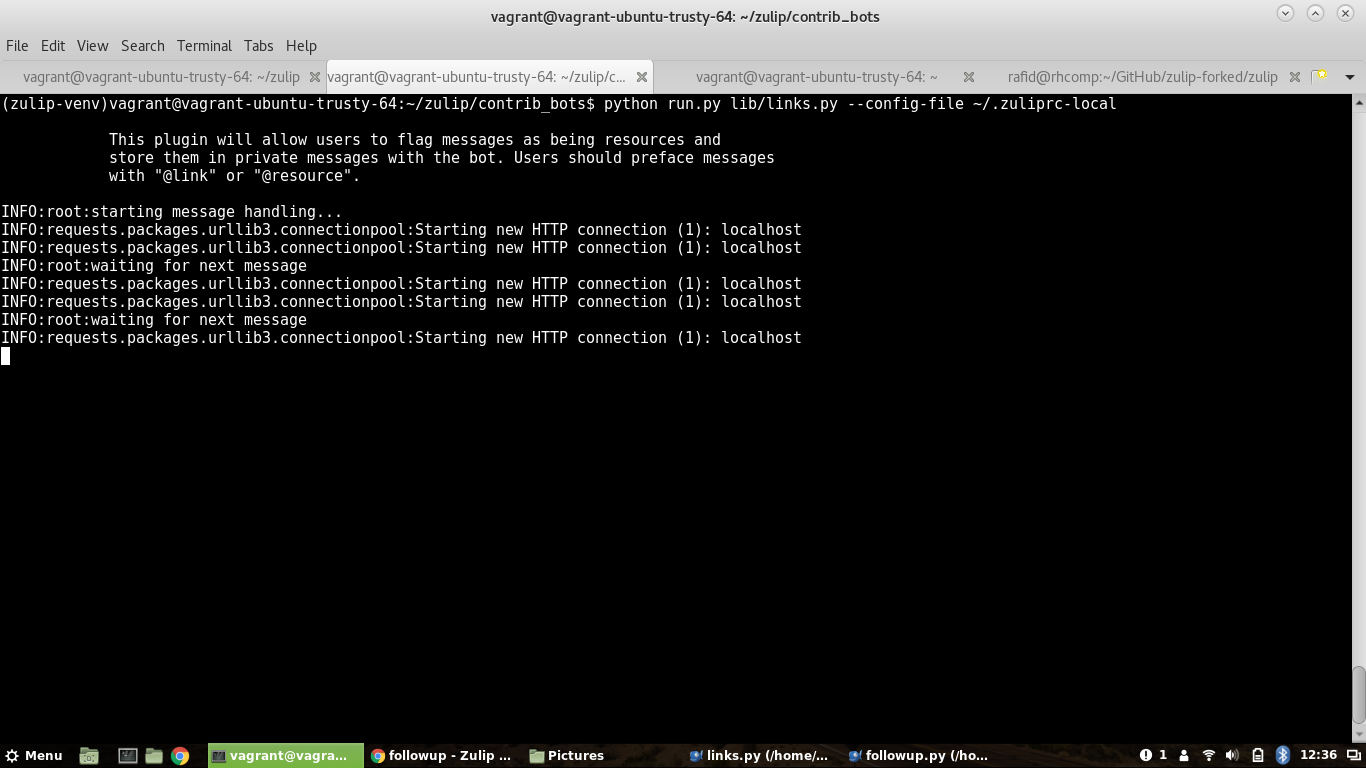 vagrant@vagrant-ubuntu-trusty-64: ~/zulip/contrib_bots
File Edit View Search Terminal Tabs Help
vagrant@vagrant-ubuntu-trusty-64: ~/zulip vagrant@vagrant-ubuntu-trusty-64: ~/zulip/c... vagrant@vagrant-ubuntu-trusty-64: ~ rafid@rhcomp:~/GitHub/zulip-forked/zulip
(zulip-venv)vagrant@vagrant-ubuntu-trusty-64:~/zulip/contrib_bots$ python run.py lib/links.py --config-file ~/.zuliprc-local
This plugin will allow users to flag messages as being resources and
store them in private messages with the bot. Users should preface messages
with "@link" or "@resource".
INFO:root:starting message handling...
INFO:requests.packages.urllib3.connectionpool:Starting new HTTP connection (1): localhost
INFO:requests.packages.urllib3.connectionpool:Starting new HTTP connection (1): localhost
INFO:root:waiting for next message
INFO:requests.packages.urllib3.connectionpool:Starting new HTTP connection (1): localhost
INFO:requests.packages.urllib3.connectionpool:Starting new HTTP connection (1): localhost
INFO:root:waiting for next message
INFO:requests.packages.urllib3.connectionpool:Starting new HTTP connection (1): localhost
Menu vagrant@vagra... followup - Zulip ... Pictures links.py (/home/... followup.py (/ho... 1 12:36